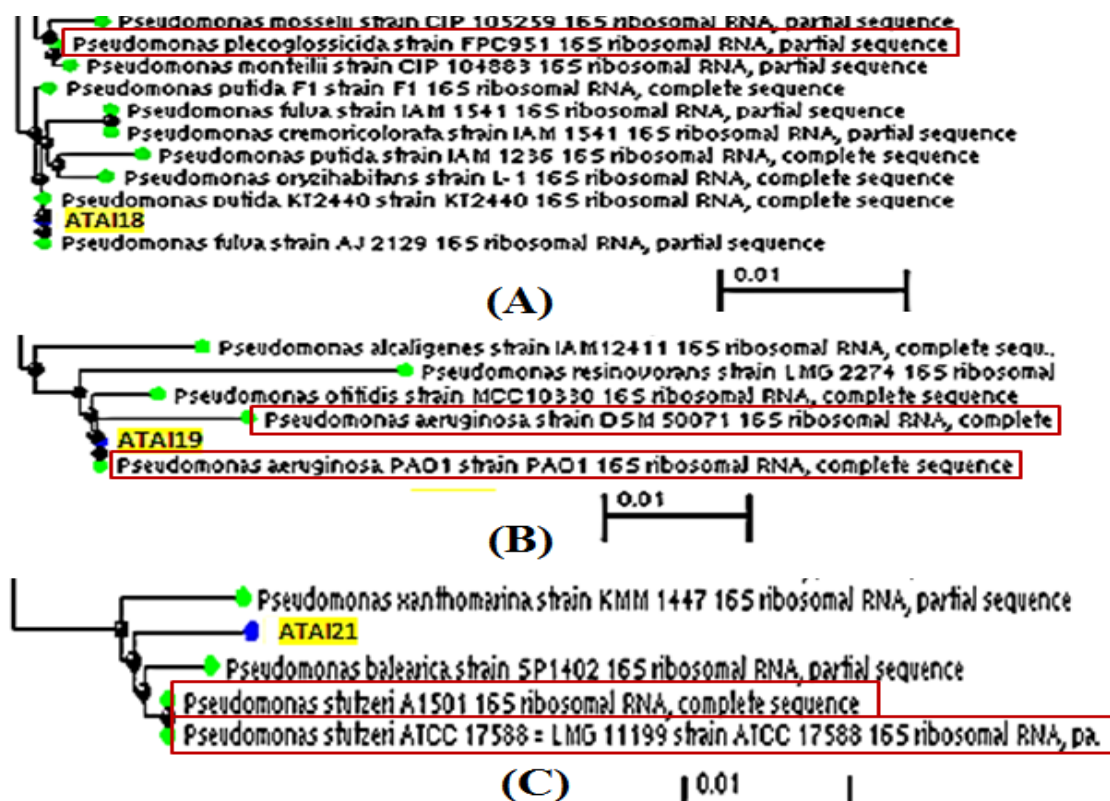 Pseudomonas mosselii strain CIP 105259 16S ribosomal RNA, partial sequence
Pseudomonas plecoglossicida strain FPC951 16S ribosomal RNA, partial sequence
Pseudomonas monteilii strain CIP 104883 16S ribosomal RNA, partial sequence
Pseudomonas putida F1 strain F1 16S ribosomal RNA, complete sequence
Pseudomonas fulva strain IAM 1541 16S ribosomal RNA, partial sequence
Pseudomonas cremoricolorata strain IAM 1541 16S ribosomal RNA, partial sequence
Pseudomonas putida strain IAM 1236 16S ribosomal RNA, complete sequence
Pseudomonas oryzihabitans strain L-1 16S ribosomal RNA, complete sequence
Pseudomonas putida KT2440 strain KT2440 16S ribosomal RNA, complete sequence
ATAI18
Pseudomonas fulva strain AJ 2129 16S ribosomal RNA, partial sequence
0.01
(A)
Pseudomonas alcaligenes strain IAM12411 16S ribosomal RNA, complete sequ...
Pseudomonas resinovorans strain LMG 2274 16S ribosomal
Pseudomonas otitidis strain MCC10330 16S ribosomal RNA, complete sequence
Pseudomonas aeruginosa strain DSM 50071 16S ribosomal RNA, complete
ATAI19
Pseudomonas aeruginosa PAO1 strain PAO1 16S ribosomal RNA, complete sequence
0.01
(B)
Pseudomonas xanthomarina strain KMM 1447 16S ribosomal RNA, partial sequence
ATAI21
Pseudomonas balearica strain SP1402 16S ribosomal RNA, partial sequence
Pseudomonas stutzeri A1501 16S ribosomal RNA, complete sequence
Pseudomonas stutzeri ATCC 17588 = LMG 11199 strain ATCC 17588 16S ribosomal RNA, pa.
0.01
(C)